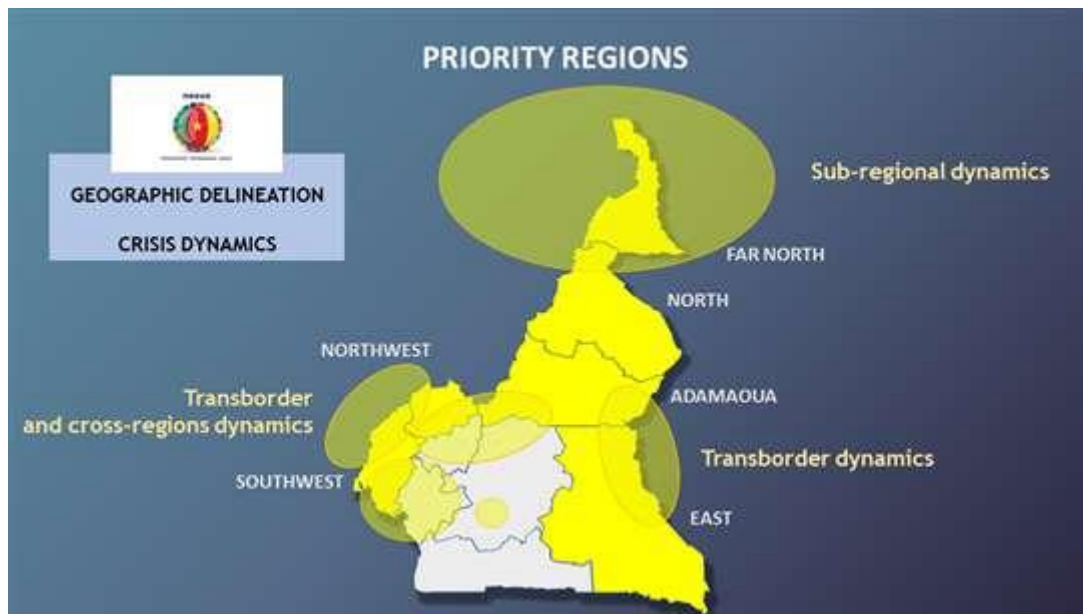 PRIORITY REGIONS
GEOGRAPHIC DELINEATION
CRISIS DYNAMICS
Sub-regional dynamics
FAR NORTH
NORTH
NORTHWEST
ADAMAOUA
Transborder
and cross-regions dynamics
Transborder dynamics
SOUTHWEST
EAST